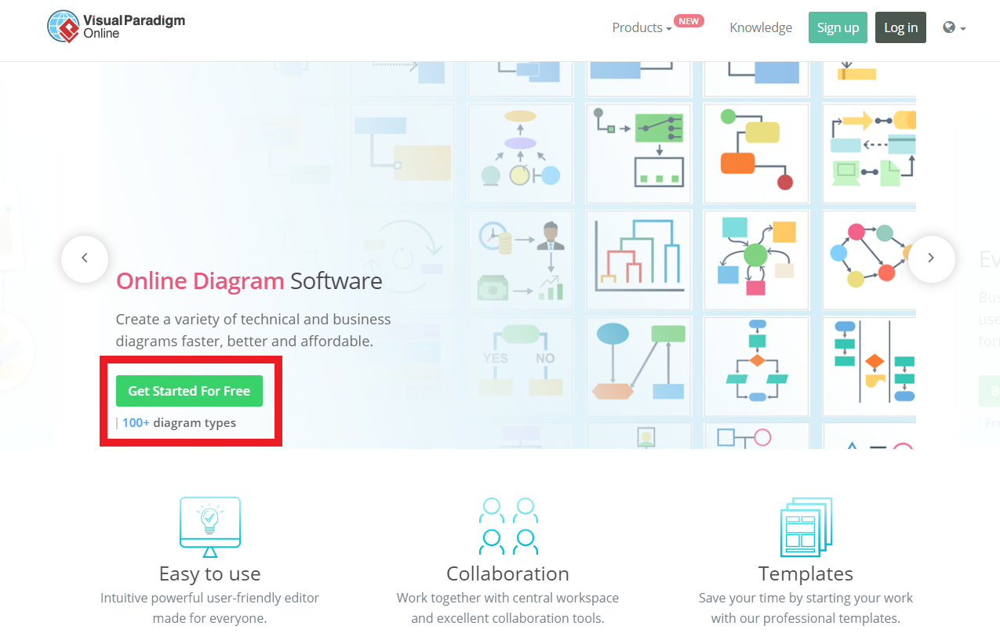 Visual Paradigm
Online
Products
NEW
Knowledge
Sign up
Log in
YES
NO
Online Diagram Software
Create a variety of technical and business
diagrams faster, better and affordable.
Get Started For Free
| 100+ diagram types
Easy to use
Intuitive powerful user-friendly editor
made for everyone.
Collaboration
Work together with central workspace
and excellent collaboration tools.
Templates
Save your time by starting your work
with our professional templates.